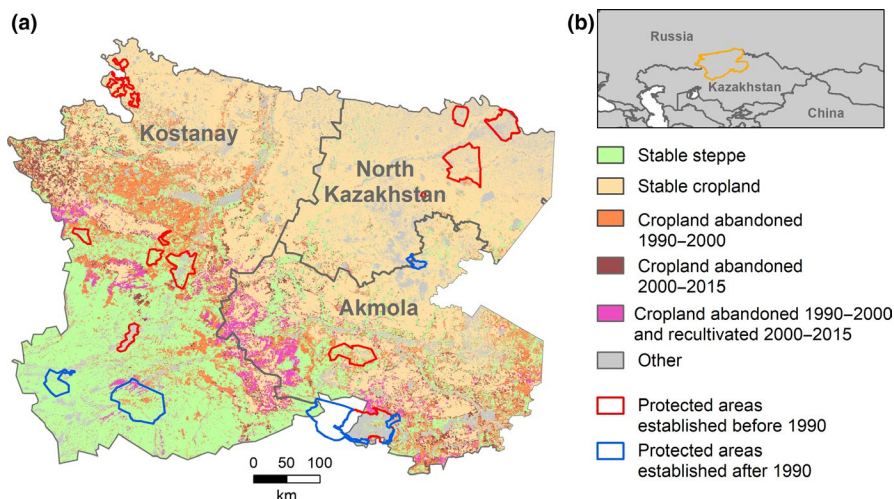 (a)
Kostanay
North
Kazakhstan
Akmola
0 50 100
km
(b)
Russia
Kazakhstan
China
Stable steppe
Stable cropland
Cropland abandoned
1990–2000
Cropland abandoned
2000–2015
Cropland abandoned 1990–2000
and recultivated 2000–2015
Other
Protected areas
established before 1990
Protected areas
established after 1990